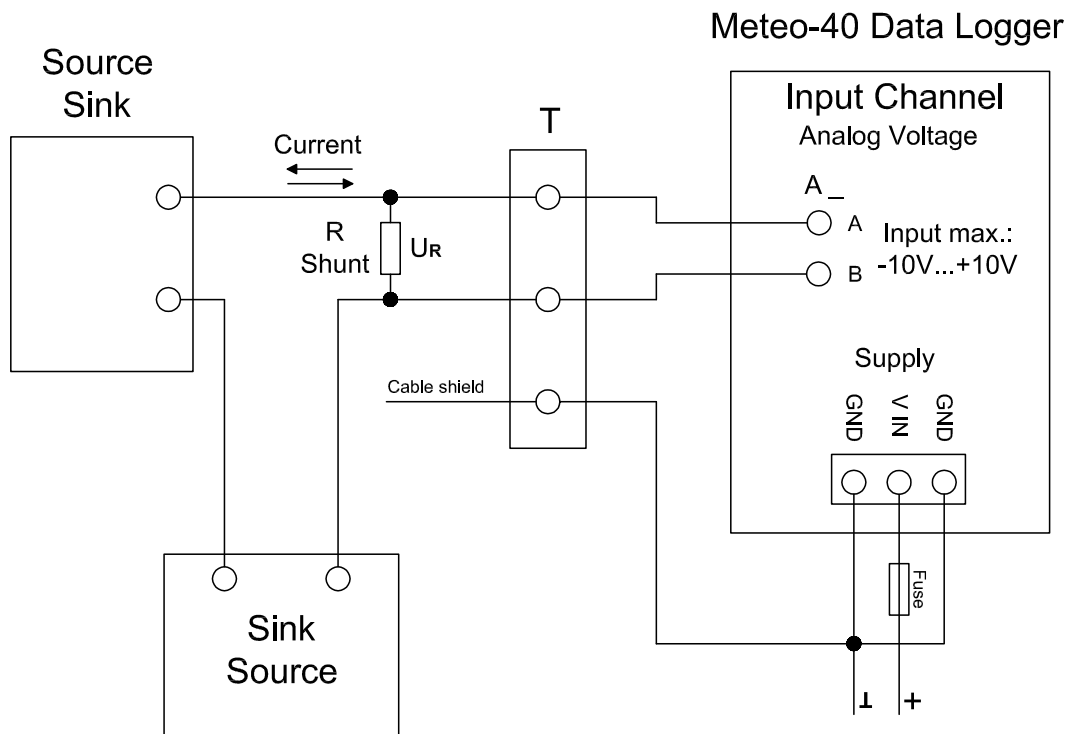 Meteo-40 Data Logger
Source
Sink
Input Channel
Analog Voltage
T
Current
A_
A
B
Input max.:
-10V...+10V
R
Shunt
UR
Supply
Cable shield
GND
V IN
GND
Fuse
Sink
Source
⊥
+